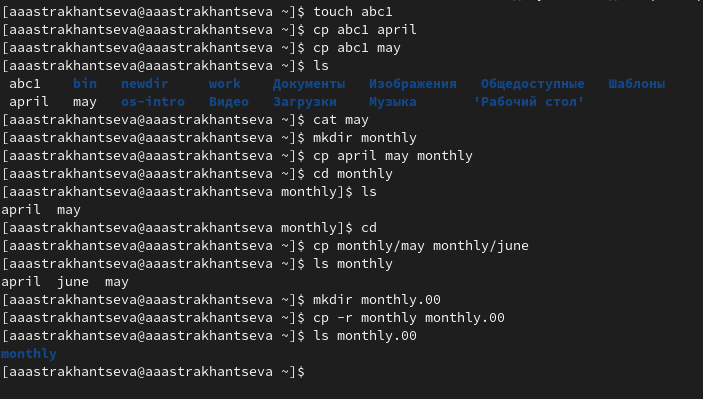 [aaastrakhantseva@aaastrakhantseva ~]$ touch abc1
[aaastrakhantseva@aaastrakhantseva ~]$ cp abc1 april
[aaastrakhantseva@aaastrakhantseva ~]$ cp abc1 may
[aaastrakhantseva@aaastrakhantseva ~]$ ls
abc1 bin newdir work Документы Изображения Общедоступные Шаблоны
april may os-intro Видео Загрузки Музыка 'Рабочий стол'
[aaastrakhantseva@aaastrakhantseva ~]$ cat may
[aaastrakhantseva@aaastrakhantseva ~]$ mkdir monthly
[aaastrakhantseva@aaastrakhantseva ~]$ cp april may monthly
[aaastrakhantseva@aaastrakhantseva ~]$ cd monthly
[aaastrakhantseva@aaastrakhantseva monthly]$ ls
april may
[aaastrakhantseva@aaastrakhantseva monthly]$ cd
[aaastrakhantseva@aaastrakhantseva ~]$ cp monthly/may monthly/june
[aaastrakhantseva@aaastrakhantseva ~]$ ls monthly
april june may
[aaastrakhantseva@aaastrakhantseva ~]$ mkdir monthly.00
[aaastrakhantseva@aaastrakhantseva ~]$ cp -r monthly monthly.00
[aaastrakhantseva@aaastrakhantseva ~]$ ls monthly.00
monthly
[aaastrakhantseva@aaastrakhantseva ~]$